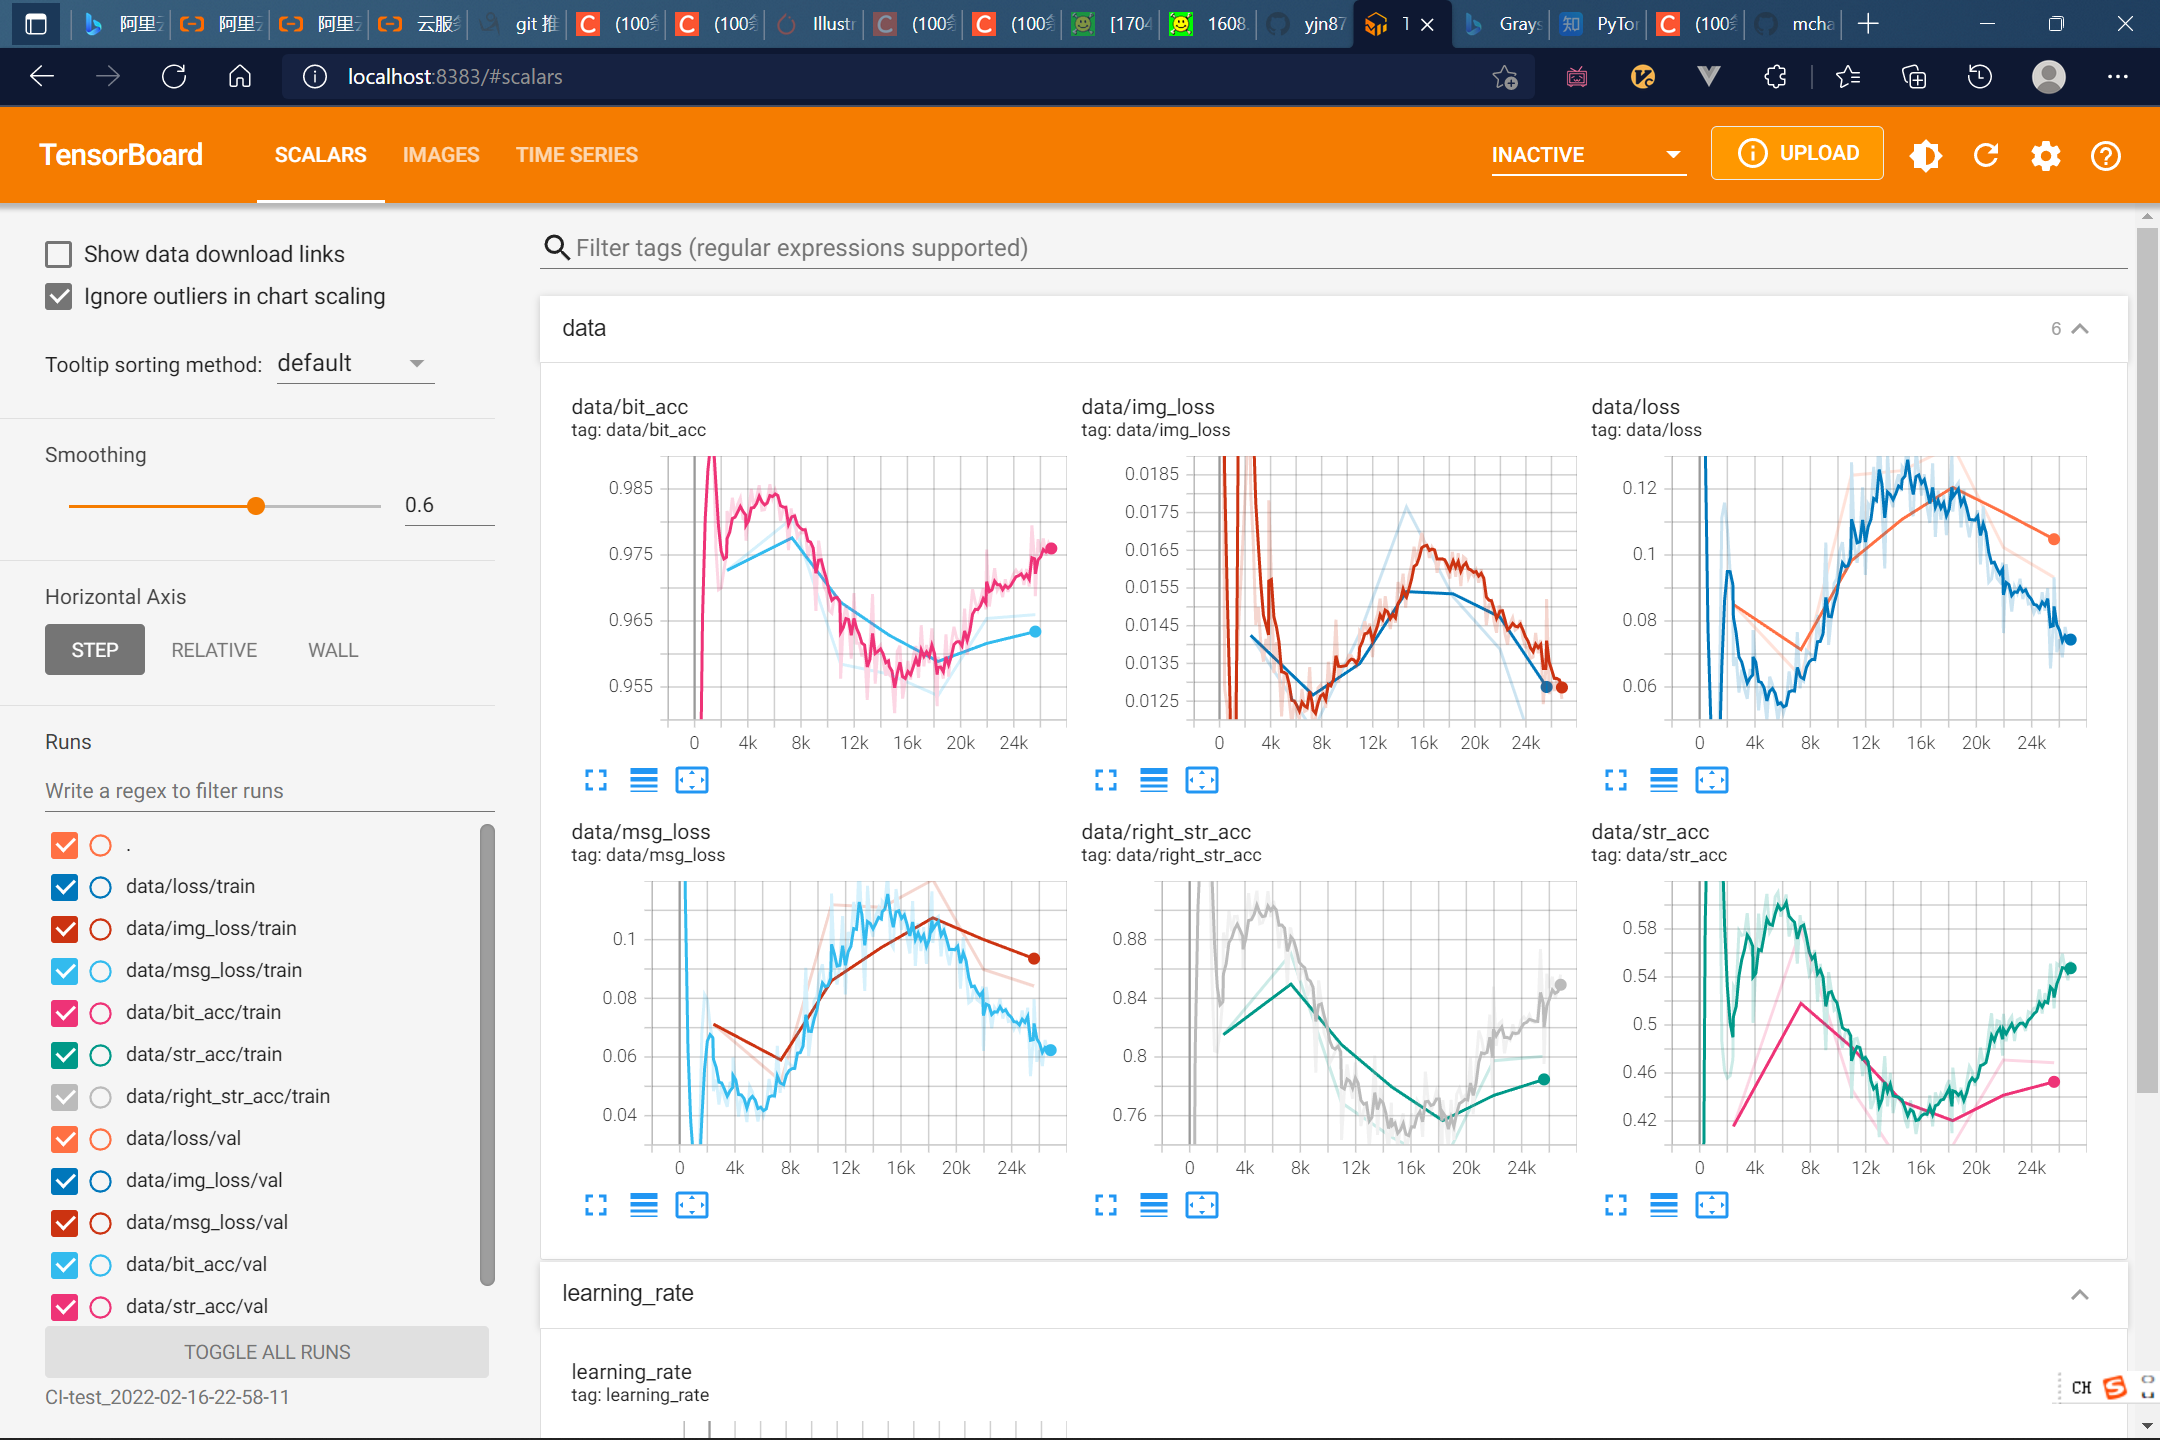 阿里 阿里 阿里 云服 git 推 (100 (100 Illustr (100 (100 [1704 1608. yjn87 Grays PyTor (100 mcha
localhost:8383/#scalars
TensorBoard SCALARS IMAGES TIME SERIES INACTIVE UPLOAD
Show data download links
Ignore outliers in chart scaling
Tooltip sorting method: default
Smoothing
0.6
Horizontal Axis
STEP RELATIVE WALL
Runs
Write a regex to filter runs
.
data/loss/train
data/img_loss/train
data/msg_loss/train
data/bit_acc/train
data/str_acc/train
data/right_str_acc/train
data/loss/val
data/img_loss/val
data/msg_loss/val
data/bit_acc/val
data/str_acc/val
TOGGLE ALL RUNS
CI-test_2022-02-16-22-58-11
Filter tags (regular expressions supported)
data 6
data/bit_acc
tag: data/bit_acc
0.985
0.975
0.965
0.955
0 4k 8k 12k 16k 20k 24k
data/img_loss
tag: data/img_loss
0.0185
0.0175
0.0165
0.0155
0.0145
0.0135
0.0125
0 4k 8k 12k 16k 20k 24k
data/loss
tag: data/loss
0.12
0.1
0.08
0.06
0 4k 8k 12k 16k 20k 24k
data/msg_loss
tag: data/msg_loss
0.1
0.08
0.06
0.04
0 4k 8k 12k 16k 20k 24k
data/right_str_acc
tag: data/right_str_acc
0.88
0.84
0.8
0.76
0 4k 8k 12k 16k 20k 24k
data/str_acc
tag: data/str_acc
0.58
0.54
0.5
0.46
0.42
0 4k 8k 12k 16k 20k 24k
learning_rate
learning_rate
tag: learning_rate
CH